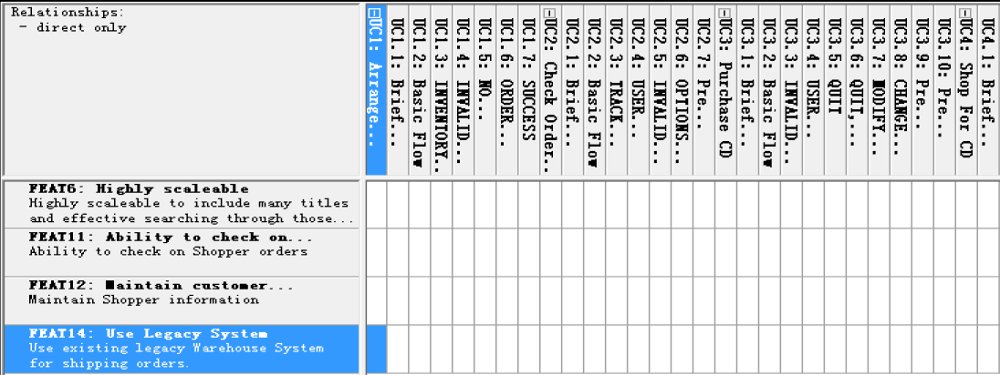 Relationships:
- direct only
UC1: Arrange...
UC1.1: Brief...
UC1.2: Basic Flow
UC1.3: INVENTORY...
UC1.4: INVALID...
UC1.5: NO...
UC1.6: ORDER...
UC1.7: SUCCESS
UC2: Check Order...
UC2.1: Brief...
UC2.2: Basic Flow
UC2.3: TRACK...
UC2.4: USER...
UC2.5: INVALID...
UC2.6: OPTIONS...
UC2.7: Pre...
UC3: Purchase CD
UC3.1: Brief...
UC3.2: Basic Flow
UC3.3: INVALID...
UC3.4: USER...
UC3.5: QUIT
UC3.6: QUIT,...
UC3.7: MODIFY...
UC3.8: CHANGE...
UC3.9: Pre...
UC3.10: Pre...
UC4: Shop For CD
UC4.1: Brief...
FEAT6: Highly scaleable
Highly scaleable to include many titles
and effective searching through those...
FEAT11: Ability to check on...
Ability to check on Shopper orders
FEAT12: Maintain customer...
Maintain Shopper information
FEAT14: Use Legacy System
Use existing legacy Warehouse System
for shipping orders.